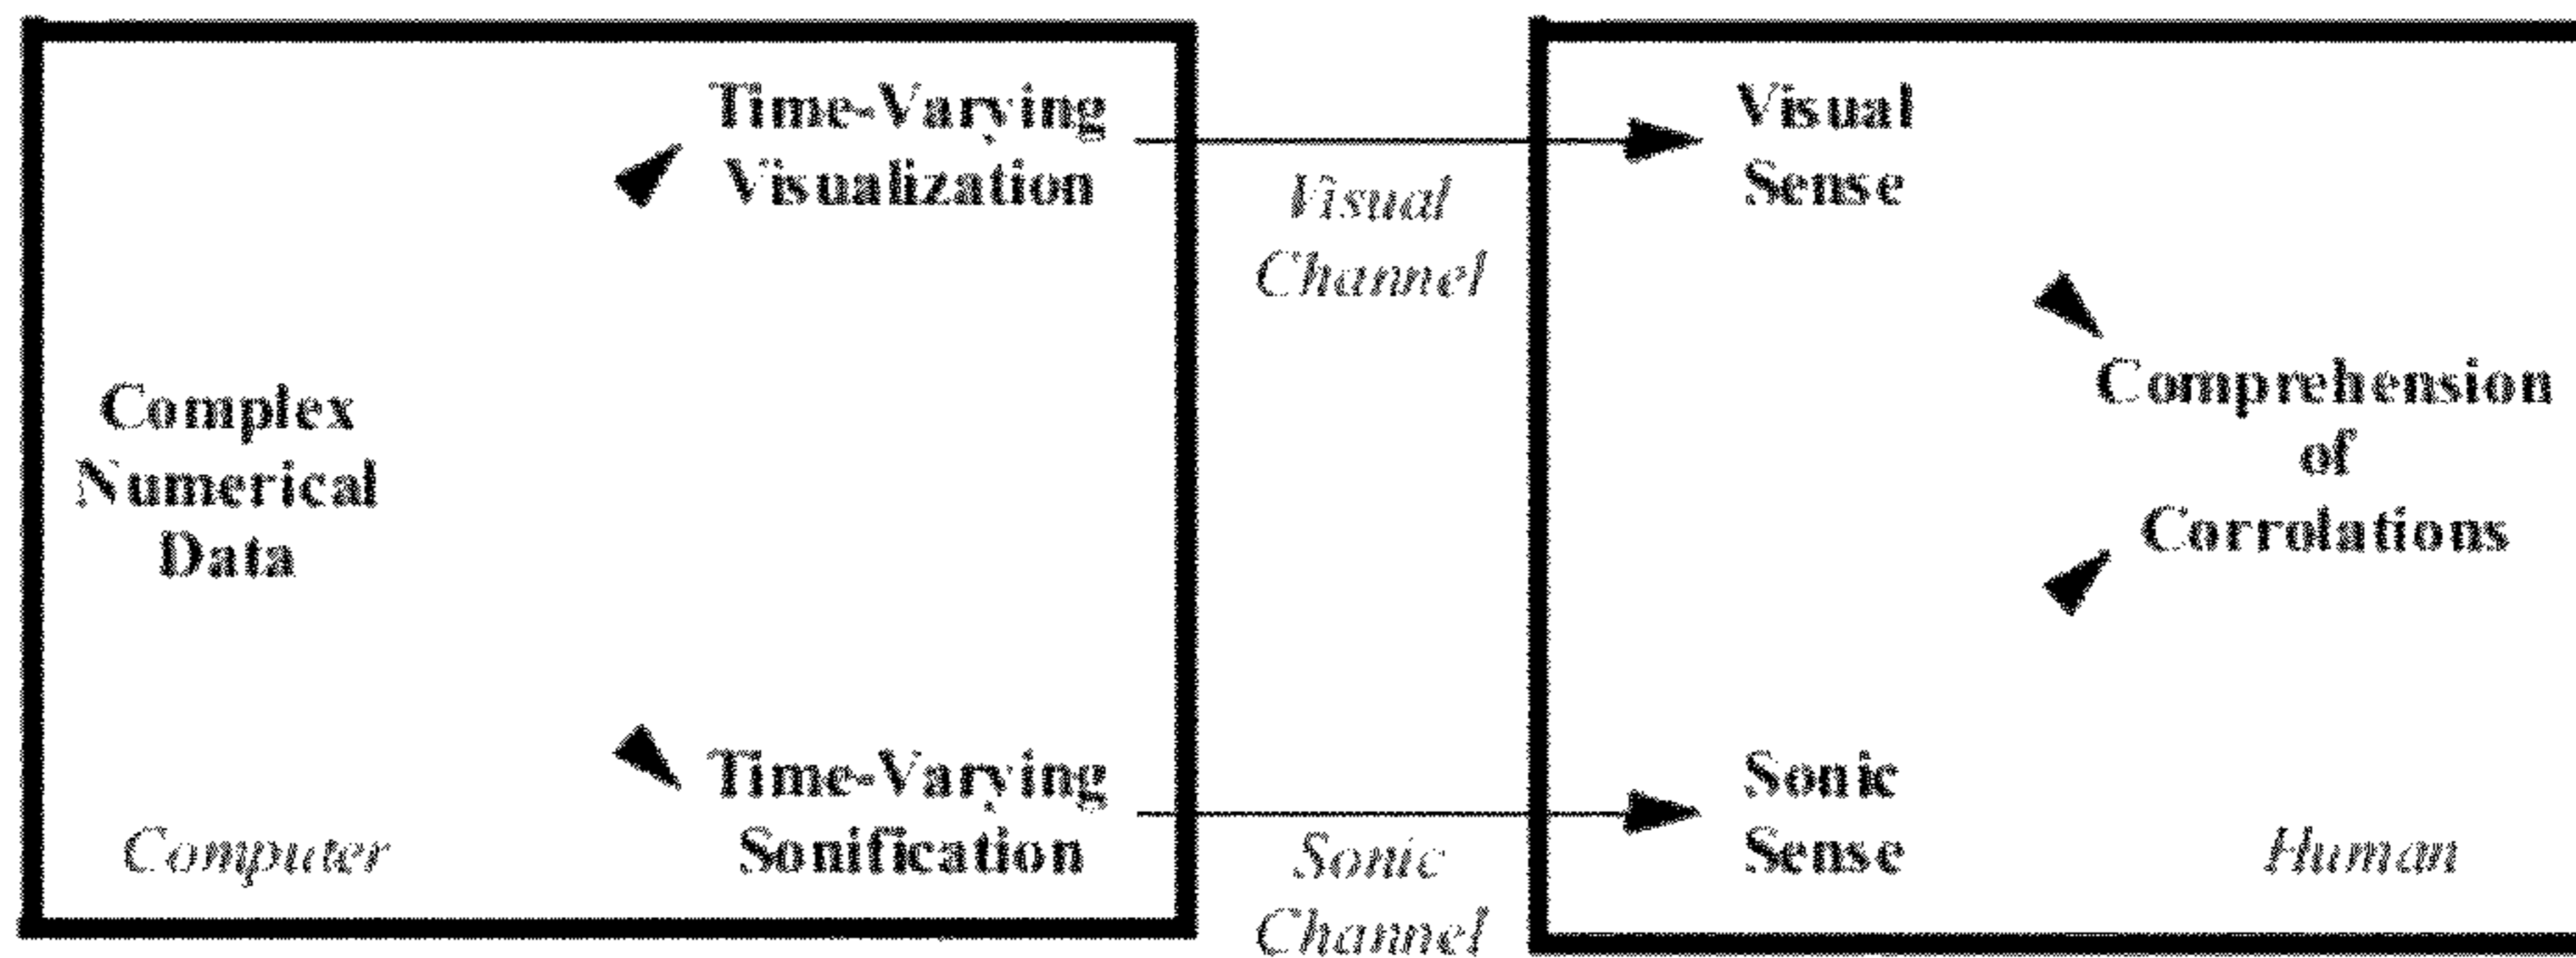 Complex
Numerical
Data
Computer
Time-Varying
Visualization
Time-Varying
Sonification
Visual
Channel
Sonic
Channel
Visual
Sense
Sonic
Sense
Comprehension
of
Corrolations
Human